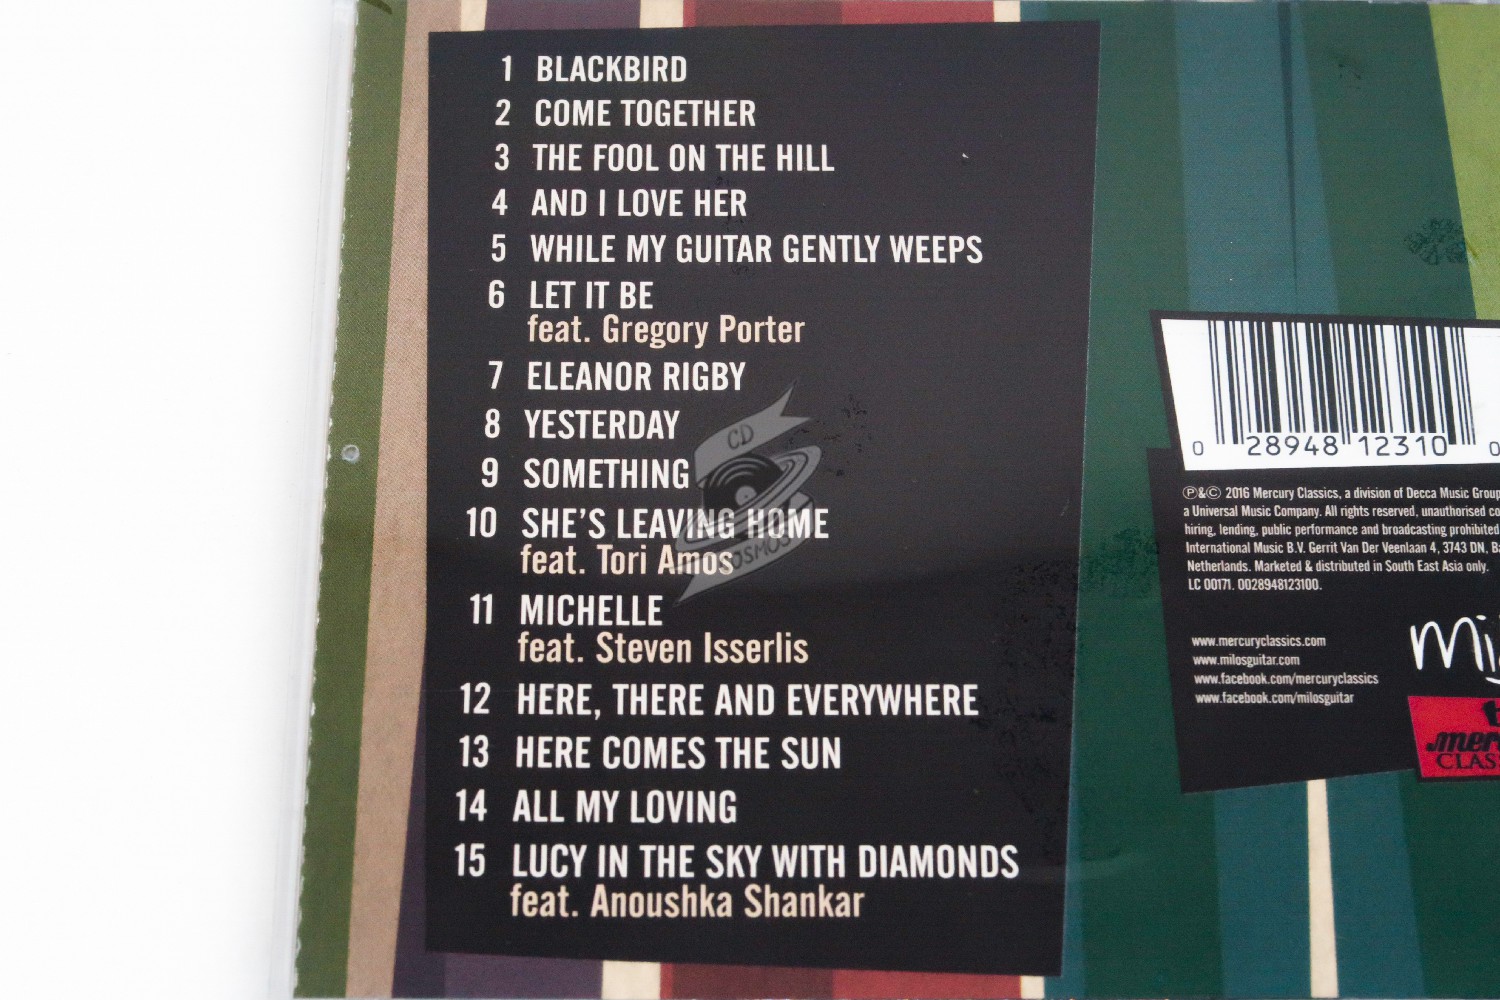 1 BLACKBIRD
2 COME TOGETHER
3 THE FOOL ON THE HILL
4 AND I LOVE HER
5 WHILE MY GUITAR GENTLY WEEPS
6 LET IT BE
feat. Gregory Porter
7 ELEANOR RIGBY
8 YESTERDAY
9 SOMETHING
10 SHE'S LEAVING HOME
feat. Tori Amos
11 MICHELLE
feat. Steven Isserlis
12 HERE, THERE AND EVERYWHERE
13 HERE COMES THE SUN
14 ALL MY LOVING
15 LUCY IN THE SKY WITH DIAMONDS
feat. Anoushka Shankar
CD
0 28948 12310 0
℗&© 2016 Mercury Classics, a division of Decca Music Group
a Universal Music Company. All rights reserved, unauthorised
hiring, lending, public performance and broadcasting prohibited.
International Music B.V. Gerrit Van Der Veenlaan 4, 3743 DN,
Netherlands. Marketed & distributed in South East Asia only.
LC 00171. 0028948123100.
www.mercuryclassics.com
www.milosguitar.com
www.facebook.com/mercuryclassics
www.facebook.com/milosguitar